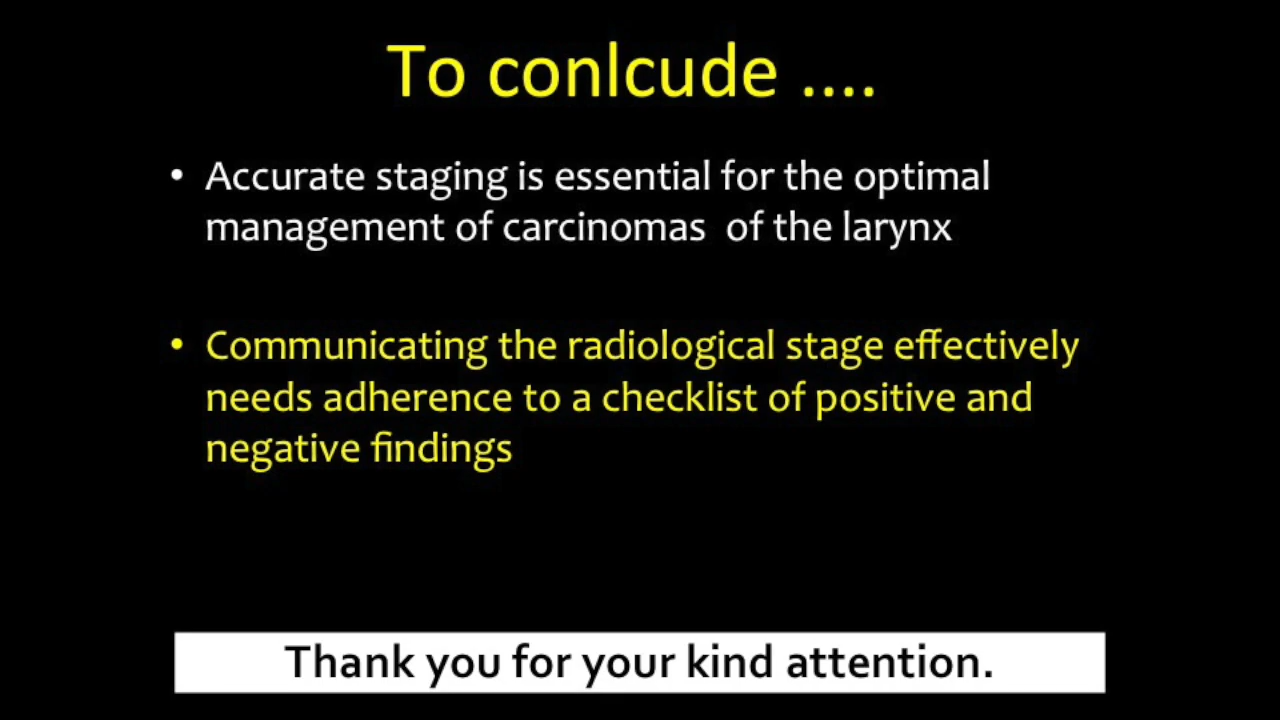 To conlcude ....
• Accurate staging is essential for the optimal
management of carcinomas  of the larynx
• Communicating the radiological stage effectively
needs adherence to a checklist of positive and
negative findings
Thank you for your kind attention.